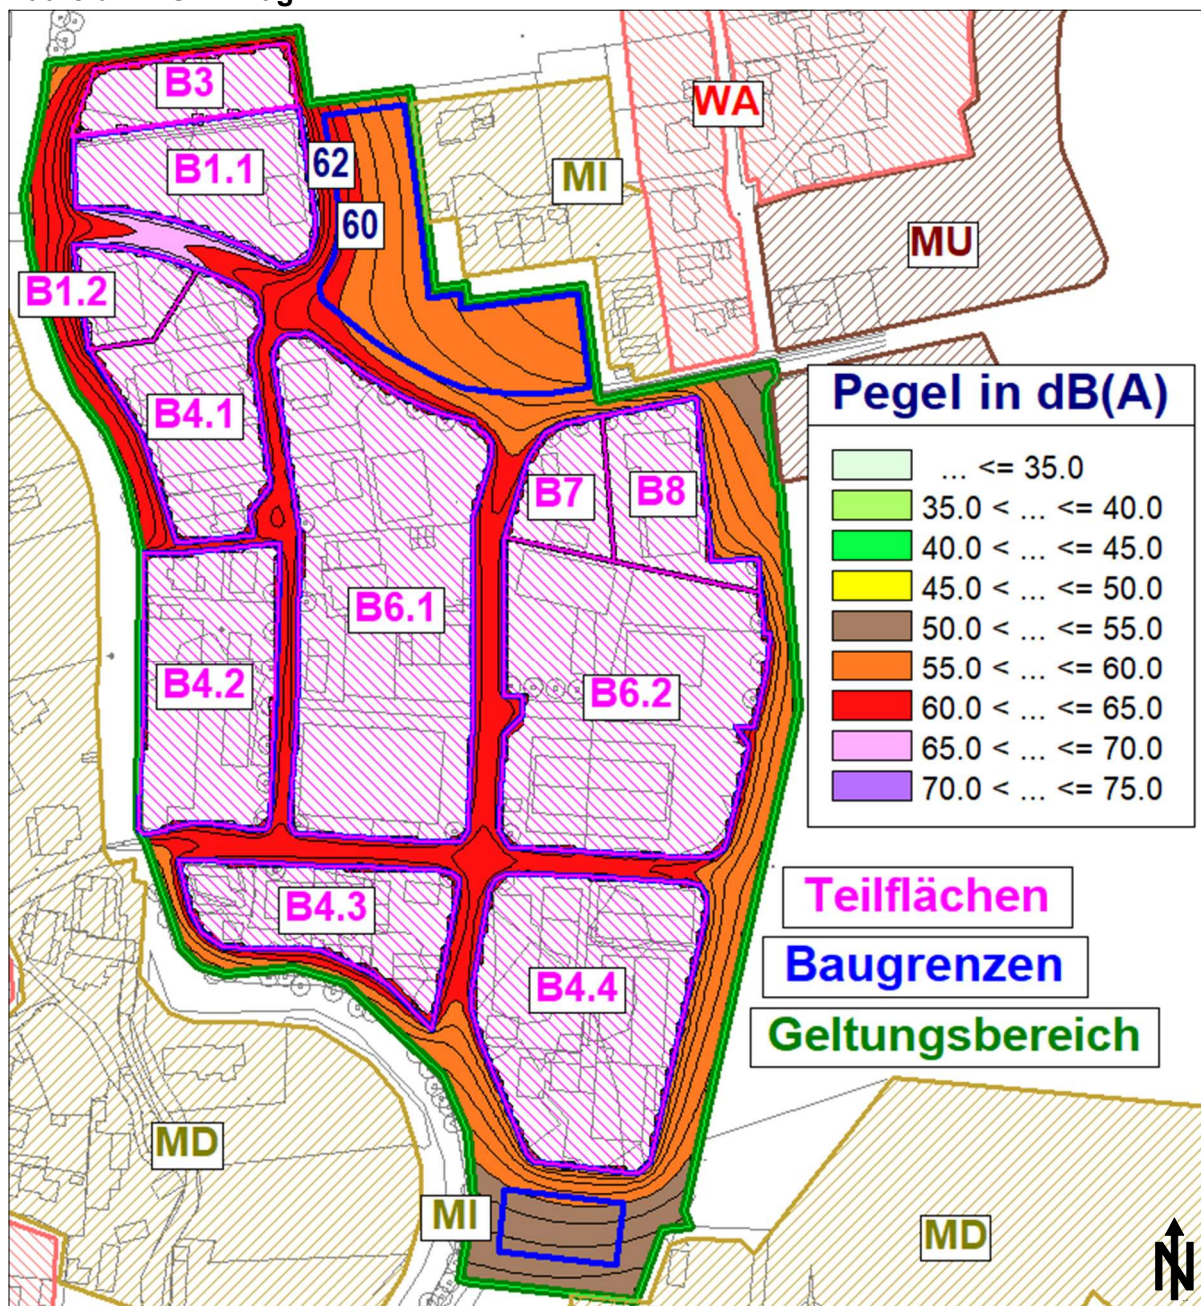 B3
WA
B1.1
62
MI
60
MU
B1.2
Pegel in dB(A)
... <= 35.0
35.0 < ... <= 40.0
40.0 < ... <= 45.0
45.0 < ... <= 50.0
50.0 < ... <= 55.0
55.0 < ... <= 60.0
60.0 < ... <= 65.0
65.0 < ... <= 70.0
70.0 < ... <= 75.0
B4.1
B7
B8
B6.1
B4.2
B6.2
B4.3
Teilflächen
Baugrenzen
B4.4
Geltungsbereich
MD
MI
MD
N